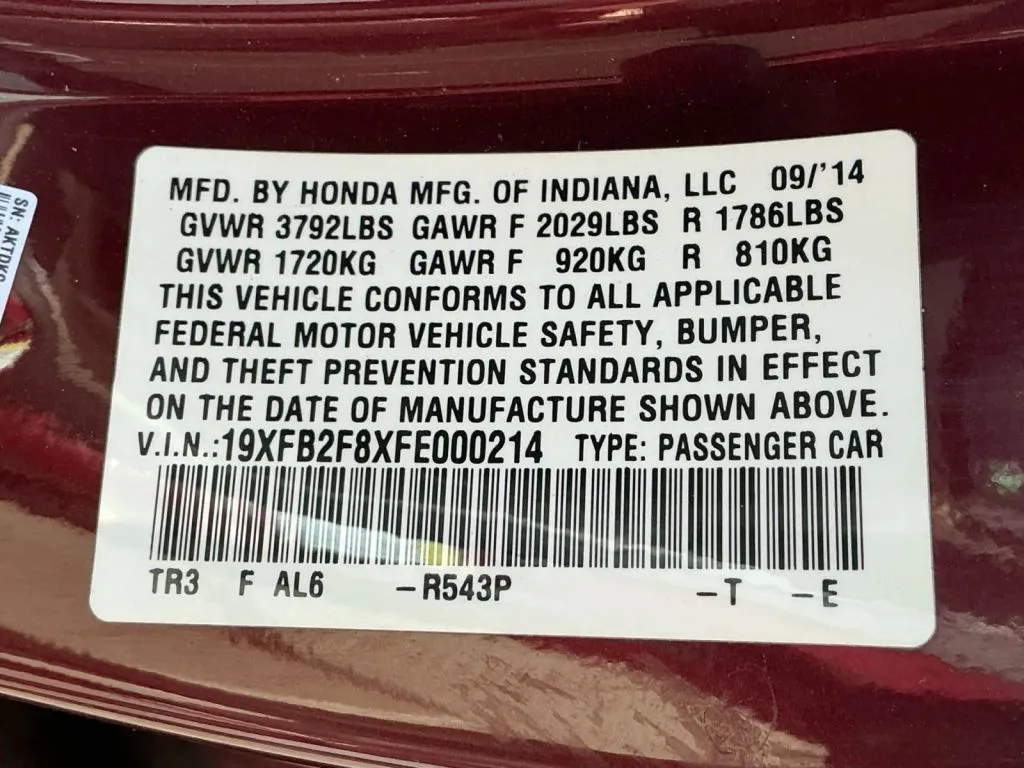 MFD. BY HONDA MFG. OF INDIANA, LLC 09/'14
GVWR 3792LBS GAWR F 2029LBS R 1786LBS
GVWR 1720KG GAWR F 920KG R 810KG
THIS VEHICLE CONFORMS TO ALL APPLICABLE
FEDERAL MOTOR VEHICLE SAFETY, BUMPER,
AND THEFT PREVENTION STANDARDS IN EFFECT
ON THE DATE OF MANUFACTURE SHOWN ABOVE.
V.I.N.:19XFB2F8XFE000214 TYPE: PASSENGER CAR
TR3 F AL6 -R543P -T -E
SN: